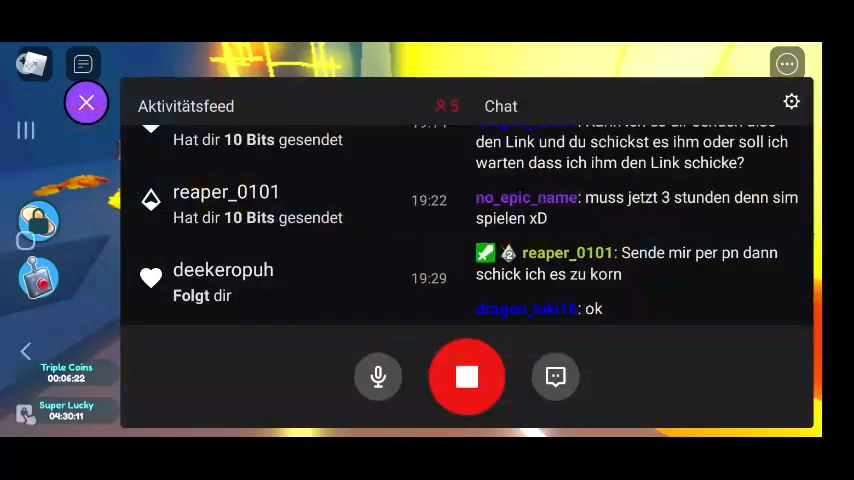 Aktivitätsfeed
5
Chat
Hat dir 10 Bits gesendet
reaper_0101
19:22
Hat dir 10 Bits gesendet
deekeropuh
19:29
Folgt dir
den Link und du schickst es ihm oder soll ich
warten dass ich ihm den Link schicke?
no_epic_name: muss jetzt 3 stunden denn sim
spielen xD
reaper_0101: Sende mir per pn dann
schick ich es zu korn
dragon_luki16: ok
Triple Coins
00:06:22
Super Lucky
04:30:11